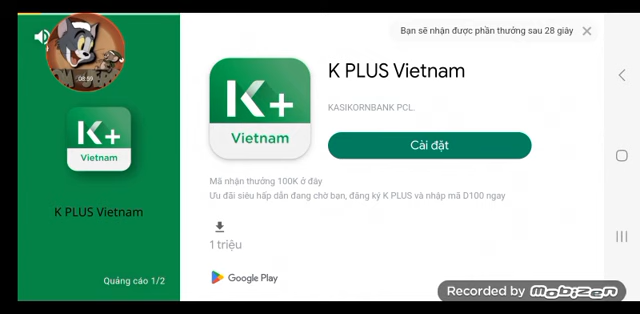 Bạn sẽ nhận được phần thưởng sau 28 giây
08:59
K+
Vietnam
K PLUS Vietnam
Quảng cáo 1/2
K+
Vietnam
K PLUS Vietnam
KASIKORNBANK PCL.
Cài đặt
Mã nhận thưởng 100K ở đây
Ưu đãi siêu hấp dẫn đang chờ bạn, đăng ký K PLUS và nhập mã D100 ngay
1 triệu
Google Play
Recorded by mobizen